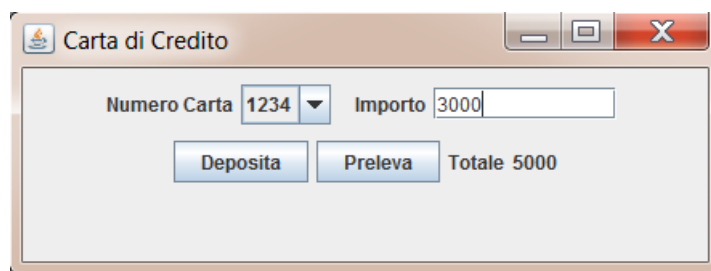 Carta di Credito
Numero Carta 1234 Importo 3000
Deposita Preleva Totale 5000